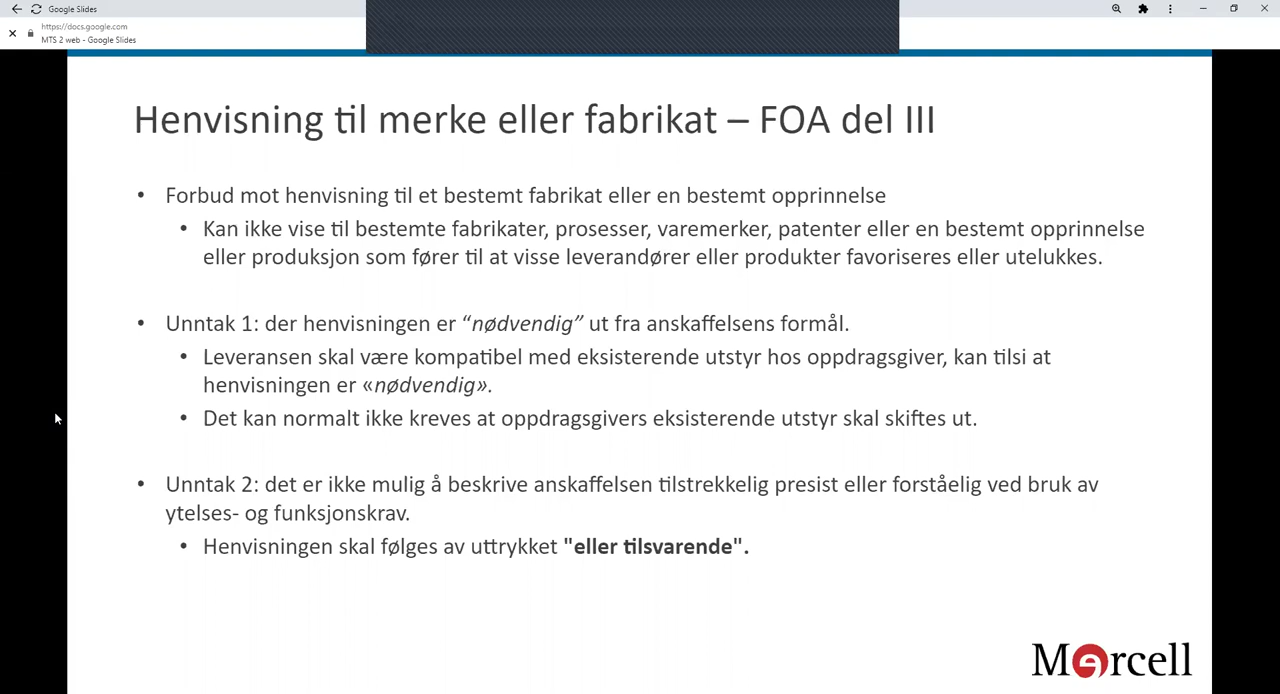 Google Slides
https://docs.google.com
MTS 2 web - Google Slides
Henvisning til merke eller fabrikat – FOA del III
• Forbud mot henvisning til et bestemt fabrikat eller en bestemt opprinnelse
• Kan ikke vise til bestemte fabrikater, prosesser, varemerker, patenter eller en bestemt opprinnelse
eller produksjon som fører til at visse leverandører eller produkter favoriseres eller utelukkes.
• Unntak 1: der henvisningen er “nødvendig” ut fra anskaffelsens formål.
• Leveransen skal være kompatibel med eksisterende utstyr hos oppdragsgiver, kan tilsi at
henvisningen er «nødvendig».
• Det kan normalt ikke kreves at oppdragsgivers eksisterende utstyr skal skiftes ut.
• Unntak 2: det er ikke mulig å beskrive anskaffelsen tilstrekkelig presist eller forståelig ved bruk av
ytelses- og funksjonskrav.
• Henvisningen skal følges av uttrykket "eller tilsvarende".
Mercell